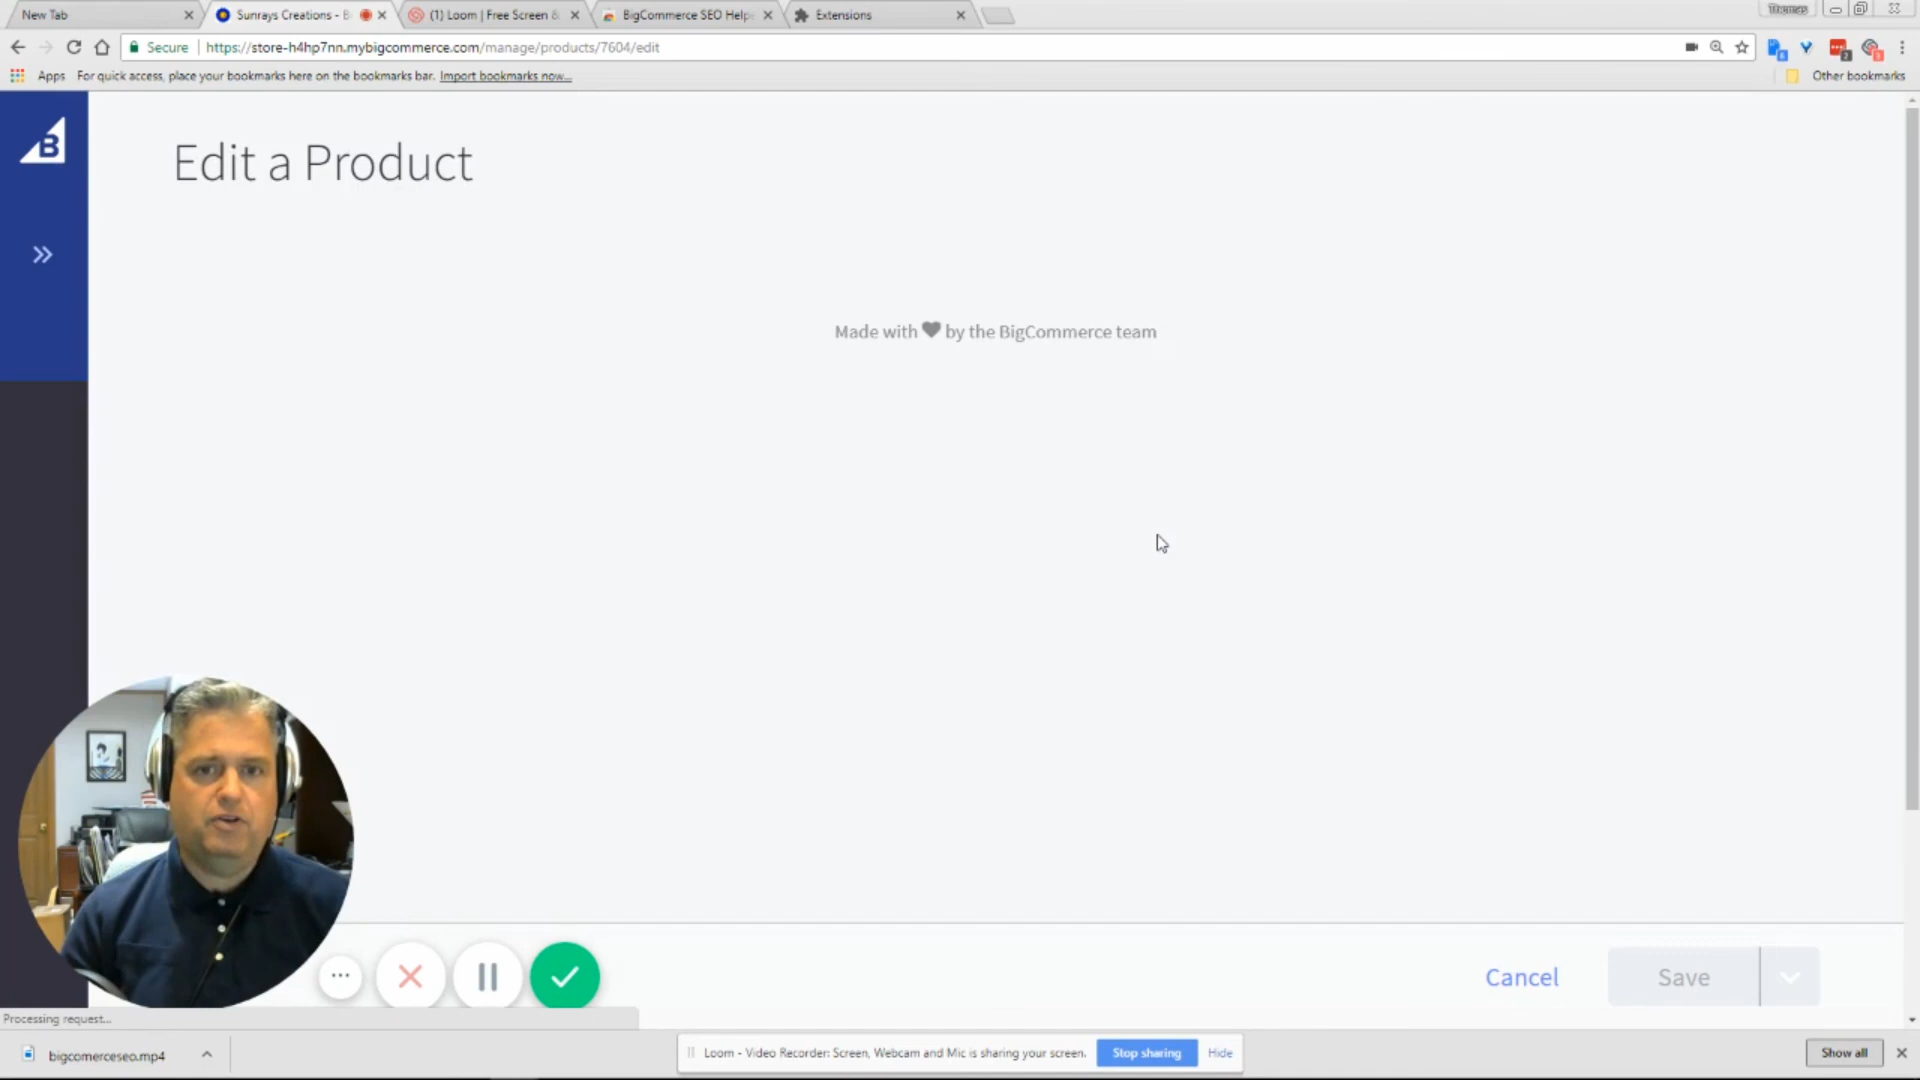 New Tab
Sunrays Creations - B
(1) Loom | Free Screen &
BigCommerce SEO Help
Extensions
Thomas
Secure
https://store-h4hp7nn.mybigcommerce.com/manage/products/7604/edit
Apps
For quick access, place your bookmarks here on the bookmarks bar. Import bookmarks now...
Other bookmarks
B
Edit a Product
Made with ♥ by the BigCommerce team
Cancel
Save
Processing request...
bigcomerceseo.mp4
Loom - Video Recorder: Screen, Webcam and Mic is sharing your screen.
Stop sharing
Hide
Show all